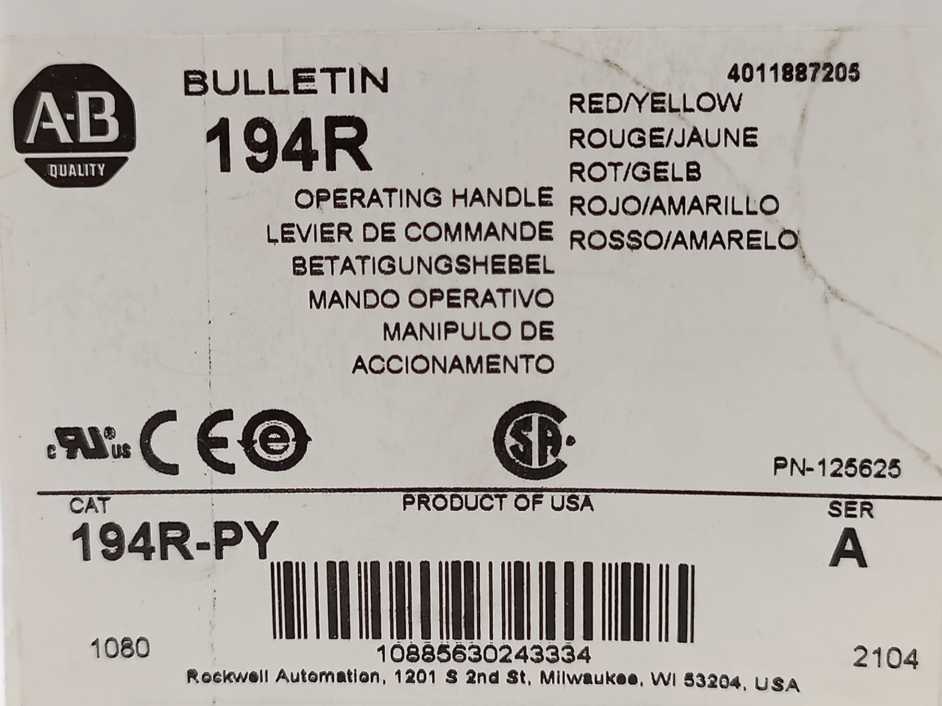 A-B
QUALITY
BULLETIN
194R
4011887205
RED/YELLOW
ROUGE/JAUNE
ROT/GELB
ROJO/AMARILLO
ROSSO/AMARELO
OPERATING HANDLE
LEVIER DE COMMANDE
BETATIGUNGSHEBEL
MANDO OPERATIVO
MANIPULO DE
ACCIONAMENTO
c UR ® us CE e SA
PN-125625
CAT
PRODUCT OF USA
SER
194R-PY
A
1080
10885630243334
2104
Rockwell Automation, 1201 S 2nd St, Milwaukee, WI 53204, USA